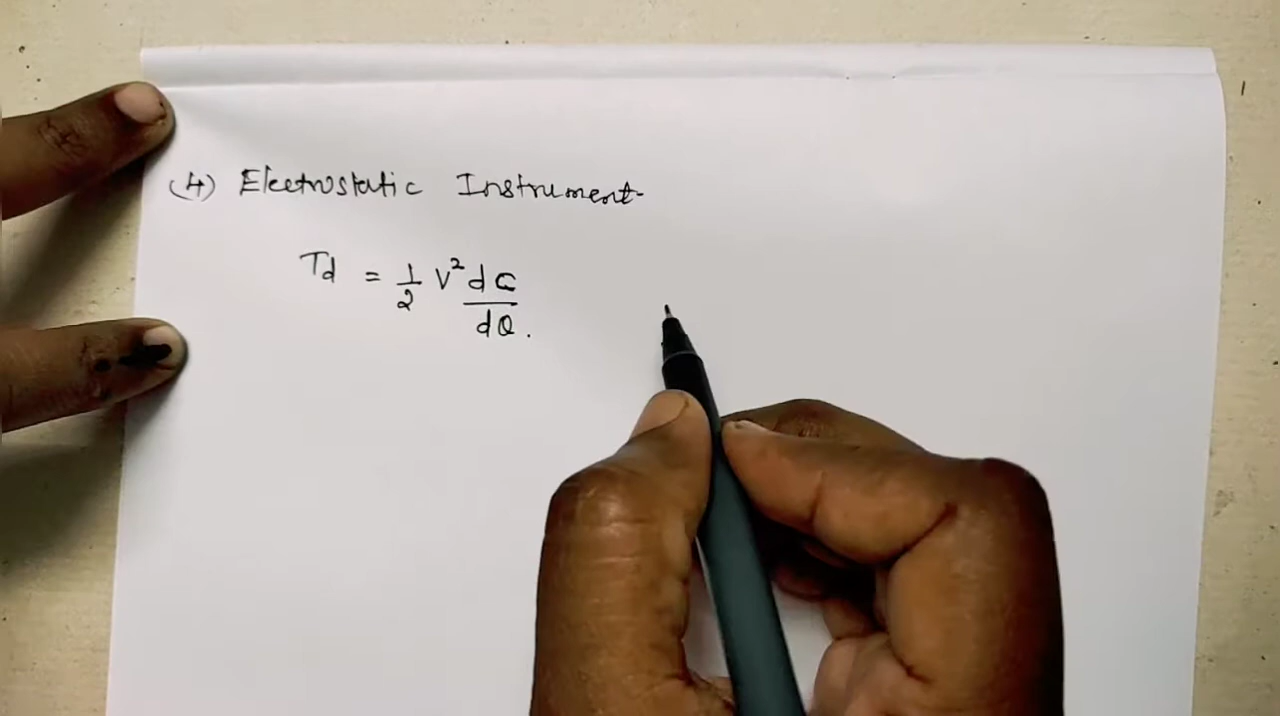 (4) Electrostatic Instrument
Td = 1/2 V² dC/dθ.